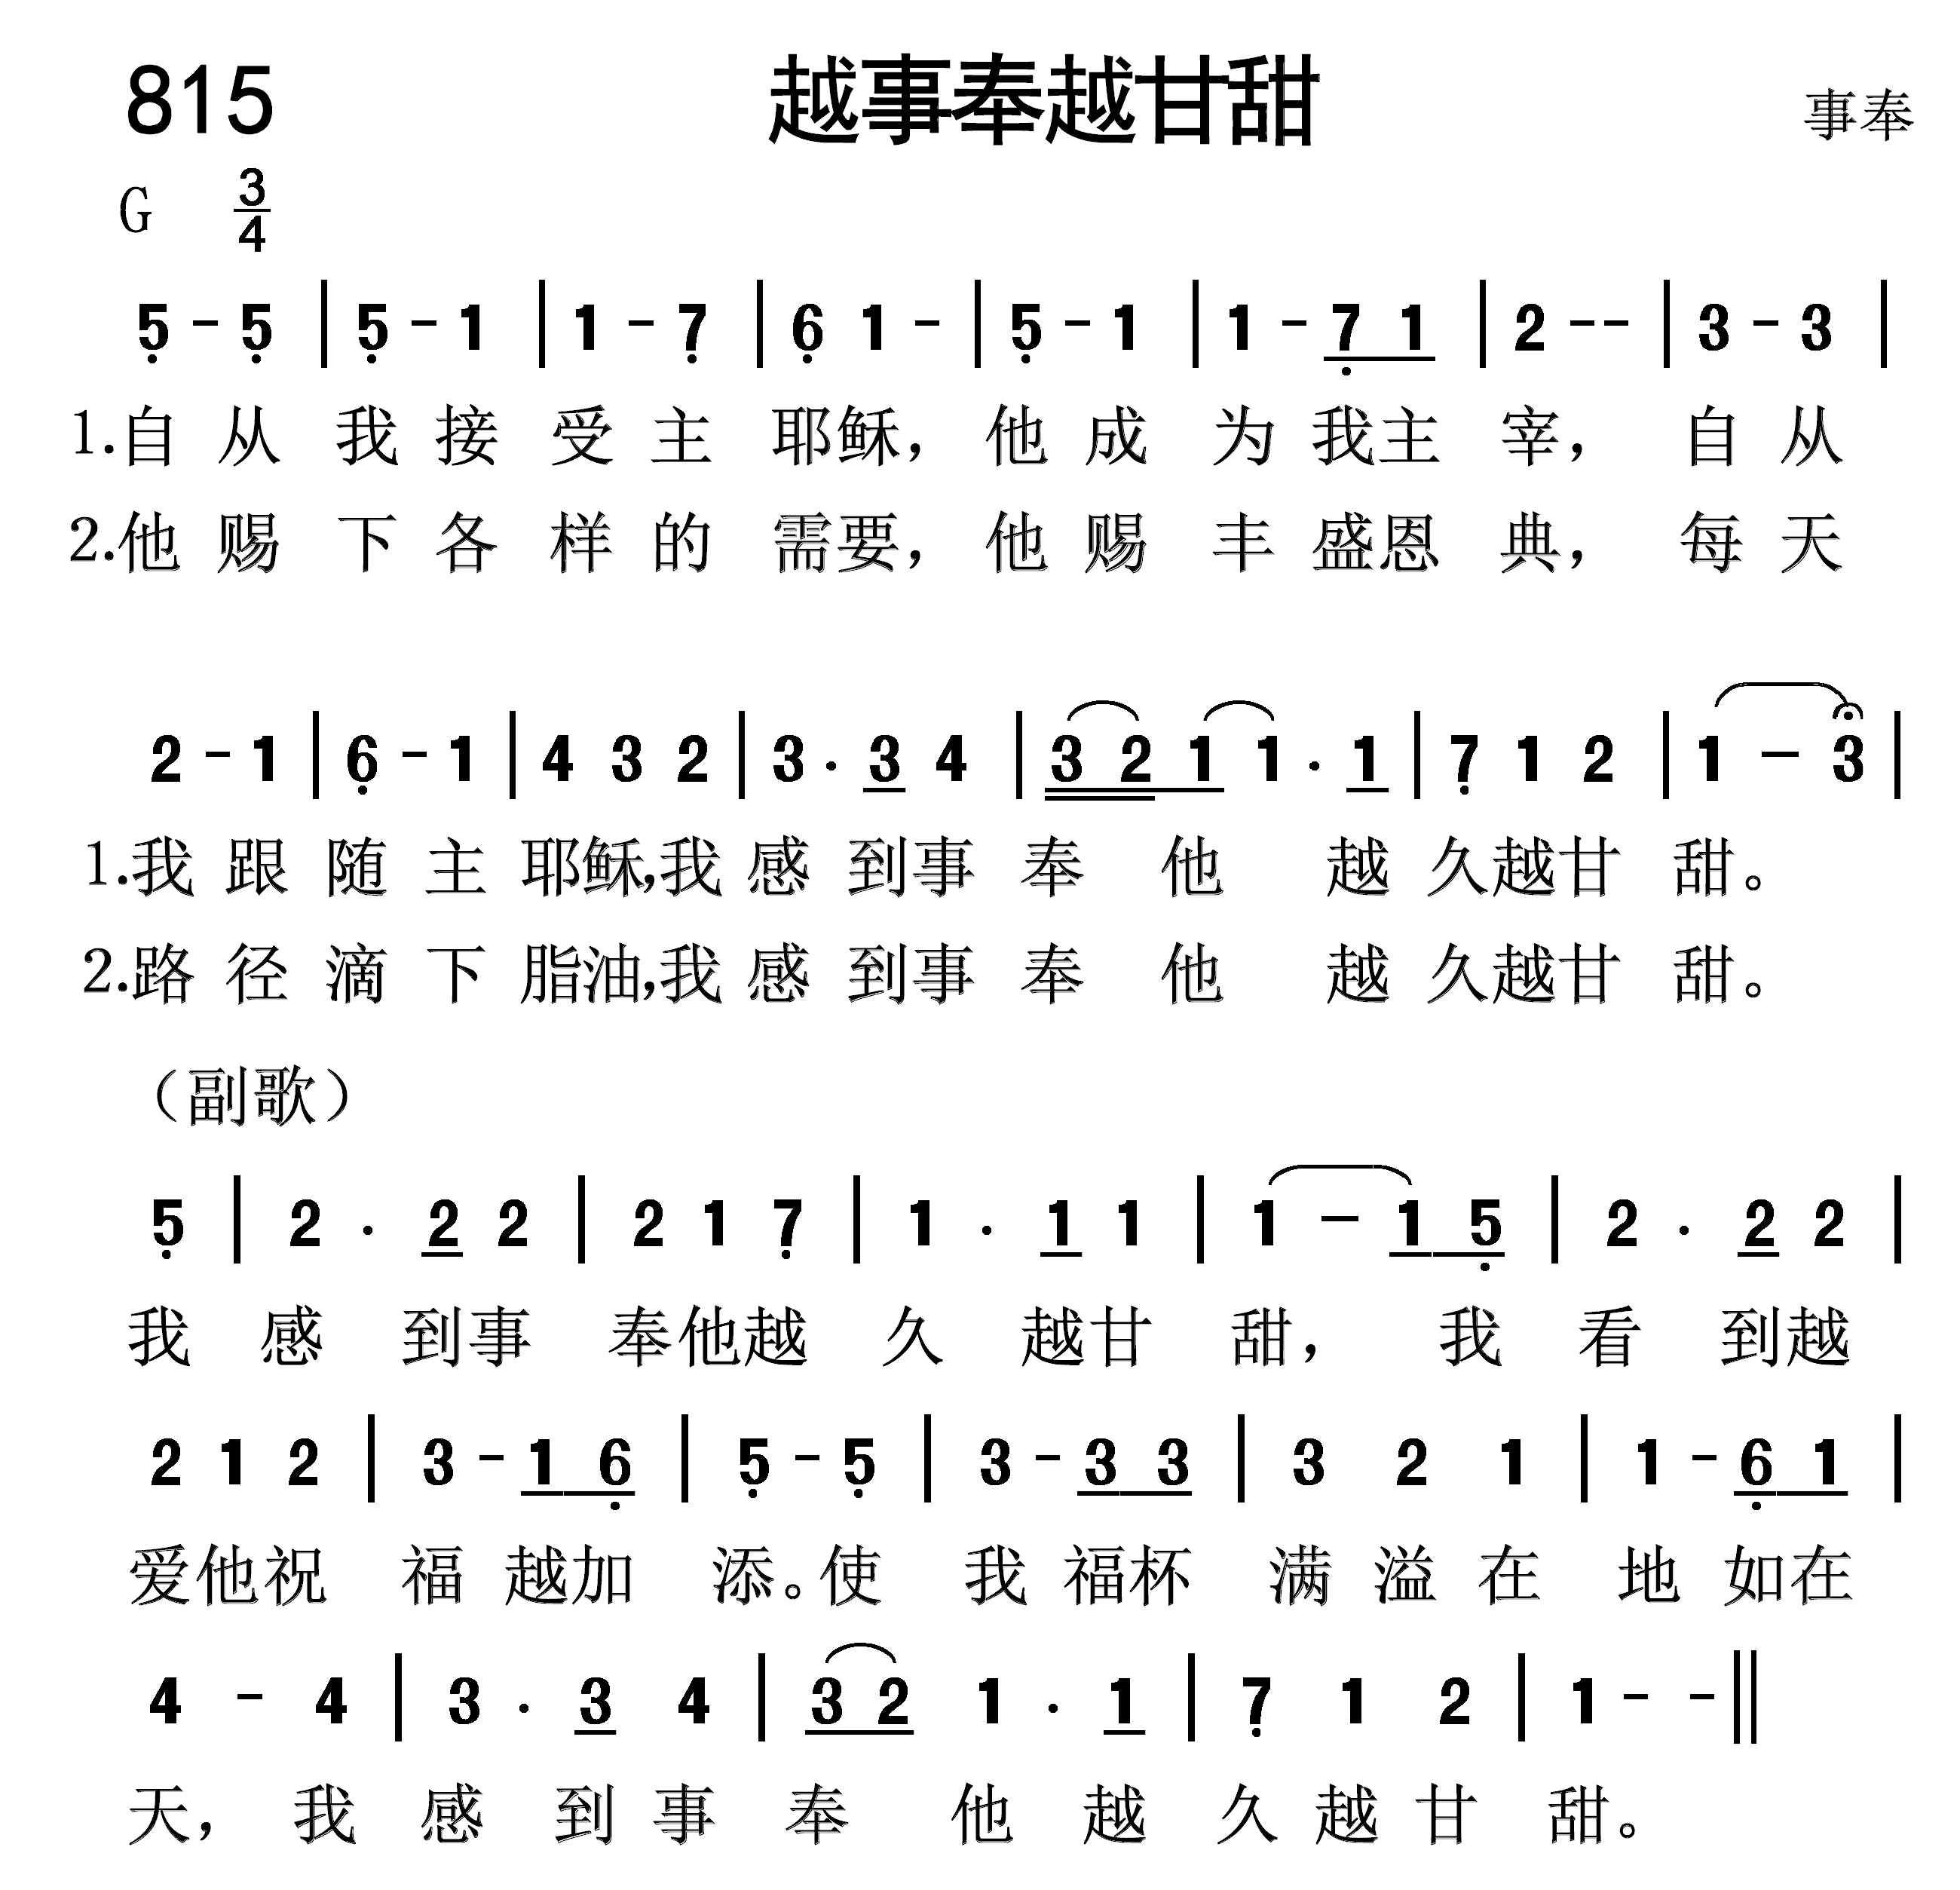 815 越事奉越甘甜 事奉
G 3/4
5̣ - 5̣ | 5̣ - 1 | 1 - 7̣ | 6̣ 1 - | 5̣ - 1 | 1 - 7̣ 1 | 2 - - | 3 - 3 |
1.自 从 我 接 受 主 耶稣, 他 成 为 我主 宰, 自 从
2.他 赐 下 各 样 的 需要, 他 赐 丰 盛恩 典, 每 天
2 - 1 | 6̣ - 1 | 4 3 2 | 3 . 3 4 | 3 2 1 1 . 1 | 7̣ 1 2 | 1 - 3 |
1.我 跟 随 主 耶稣,我 感 到事 奉 他 越 久越甘 甜。
2.路 径 滴 下 脂油,我 感 到事 奉 他 越 久越甘 甜。
（副歌）
5̣ | 2 . 2 2 | 2 1 7̣ | 1 . 1 1 | 1 - 1 5̣ | 2 . 2 2 |
我 感 到事 奉他越 久 越甘 甜, 我 看 到越
2 1 2 | 3 - 1 6̣ | 5̣ - 5̣ | 3 - 3 3 | 3 2 1 | 1 - 6̣ 1 |
爱他祝 福 越加 添。使 我 福杯 满 溢 在 地 如在
4 - 4 | 3 . 3 4 | 3 2 1 . 1 | 7̣ 1 2 | 1 - - ||
天, 我 感 到 事 奉 他 越 久 越 甘 甜。